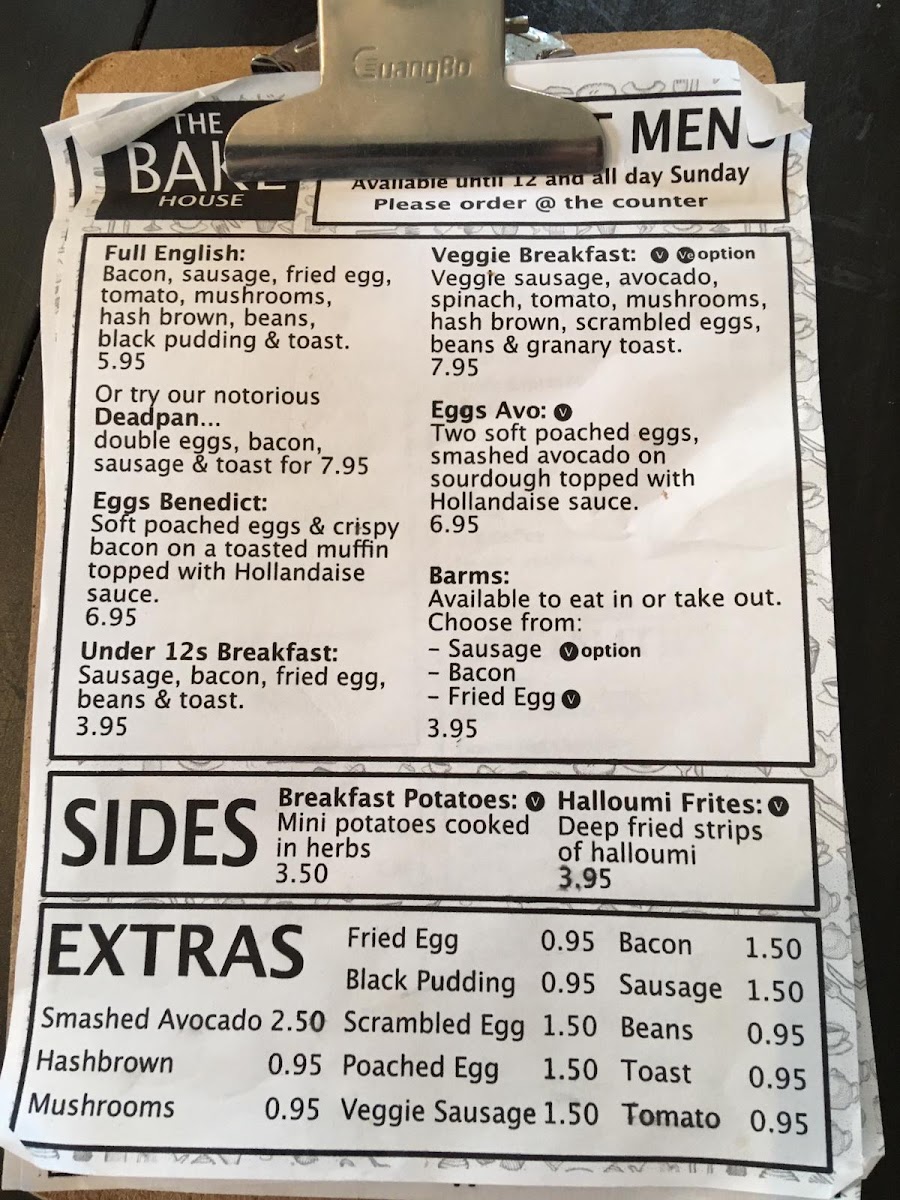 GuangBo
THE
HOUSE
MENU
Available until 12 and all day Sunday
Please order @ the counter
Full English:
Bacon, sausage, fried egg,
tomato, mushrooms,
hash brown, beans,
black pudding & toast.
5.95
Or try our notorious
Deadpan...
double eggs, bacon,
sausage & toast for 7.95
Eggs Benedict:
Soft poached eggs & crispy
bacon on a toasted muffin
topped with Hollandaise
sauce.
6.95
Under 12s Breakfast:
Sausage, bacon, fried egg,
beans & toast.
3.95
Veggie Breakfast: V Ve option
Veggie sausage, avocado,
spinach, tomato, mushrooms,
hash brown, scrambled eggs,
beans & granary toast.
7.95
Eggs Avo: V
Two soft poached eggs,
smashed avocado on
sourdough topped with
Hollandaise sauce.
6.95
Barms:
Available to eat in or take out.
Choose from:
- Sausage V option
- Bacon
- Fried Egg V
3.95
SIDES
Breakfast Potatoes: V
Mini potatoes cooked
in herbs
3.50
Halloumi Frites: V
Deep fried strips
of halloumi
3.95
EXTRAS
Smashed Avocado 2.50
Hashbrown 0.95
Mushrooms 0.95
Fried Egg 0.95
Black Pudding 0.95
Scrambled Egg 1.50
Poached Egg 1.50
Veggie Sausage 1.50
Bacon 1.50
Sausage 1.50
Beans 0.95
Toast 0.95
Tomato 0.95